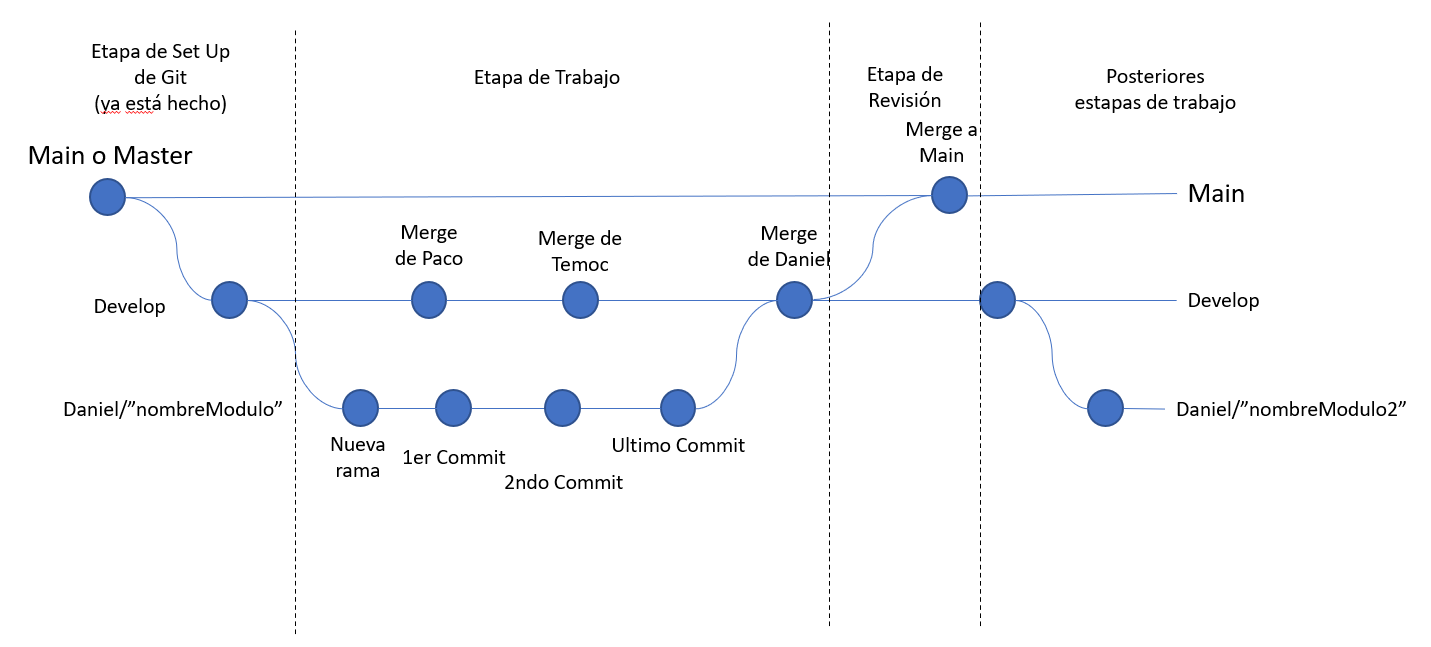 Etapa de Set Up
de Git
(ya está hecho)
Etapa de Trabajo
Etapa de
Revisión
Posteriores
estapas de trabajo
Main o Master
Merge a
Main
Main
Merge
de Paco
Merge de
Temoc
Merge
de Daniel
Develop
Develop
Daniel/”nombreModulo”
Daniel/”nombreModulo2”
Nueva
rama
1er Commit
2ndo Commit
Ultimo Commit